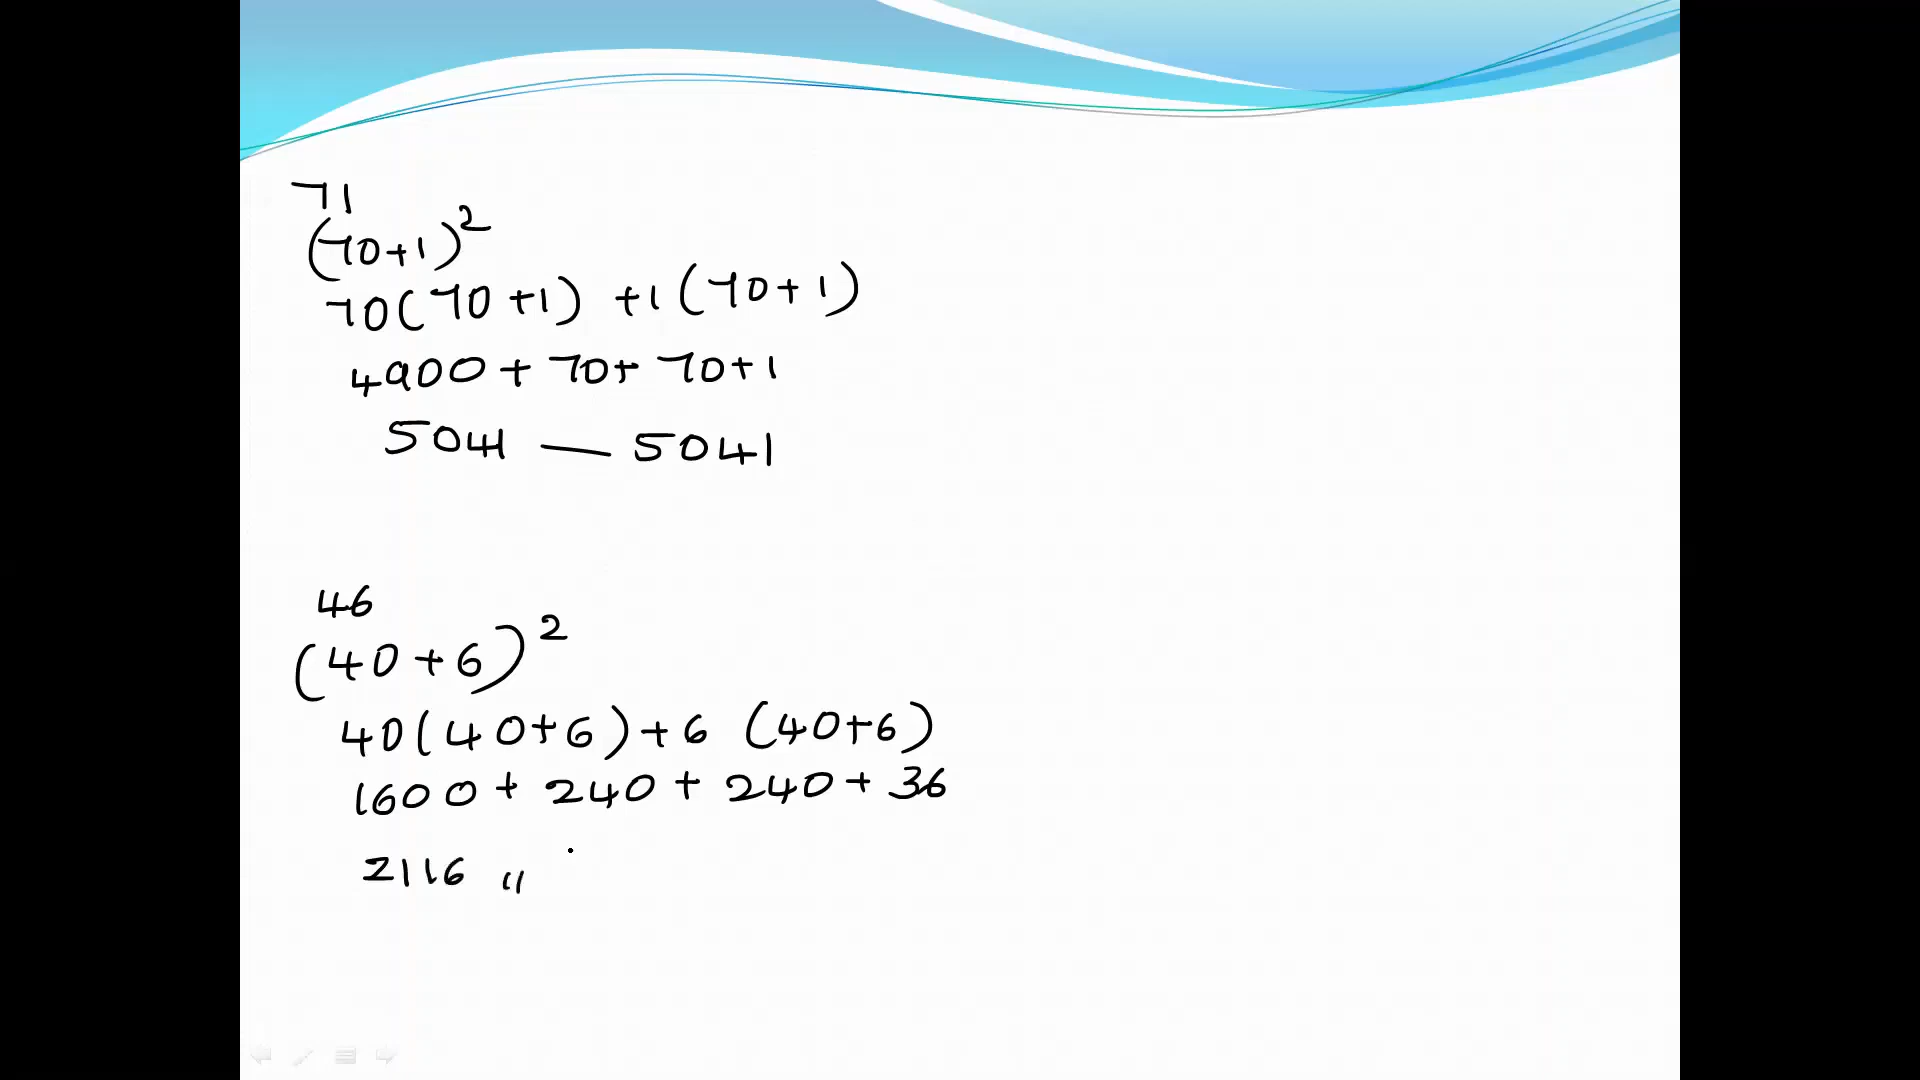 71
(70+1)²
70(70+1) +1(70+1)
4900 + 70+ 70+1
5041 — 5041
46
(40+6)²
40(40+6)+6 (40+6)
1600 + 240 + 240 + 36
2116 〃